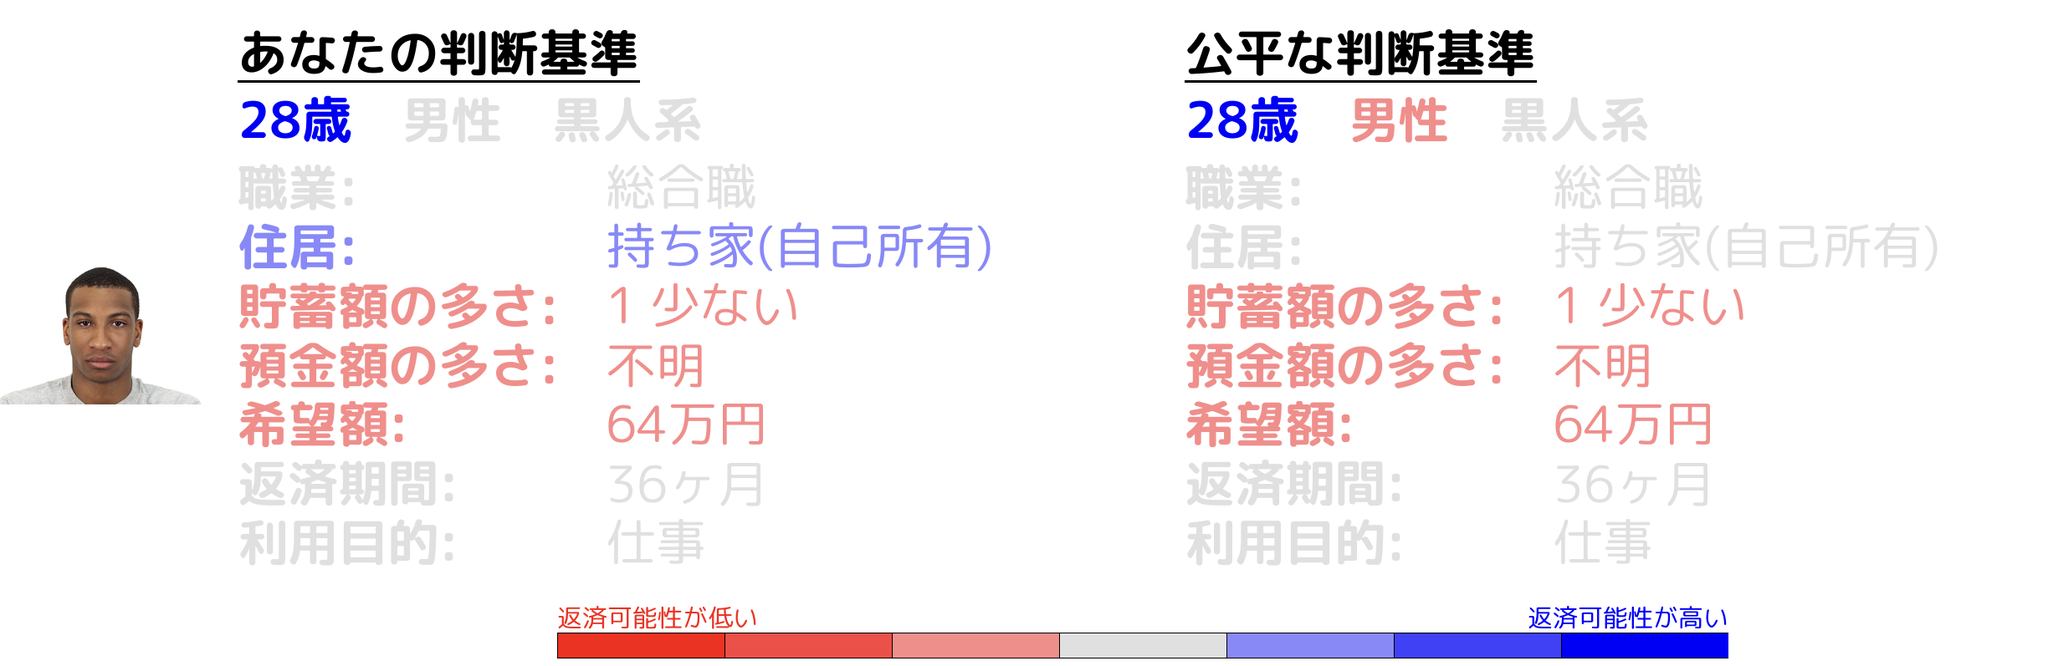 あなたの判断基準
28歳 男性 黒人系
職業: 総合職
住居: 持ち家(自己所有)
貯蓄額の多さ: 1 少ない
預金額の多さ: 不明
希望額: 64万円
返済期間: 36ヶ月
利用目的: 仕事
公平な判断基準
28歳 男性 黒人系
職業: 総合職
住居: 持ち家(自己所有)
貯蓄額の多さ: 1 少ない
預金額の多さ: 不明
希望額: 64万円
返済期間: 36ヶ月
利用目的: 仕事
返済可能性が低い
返済可能性が高い